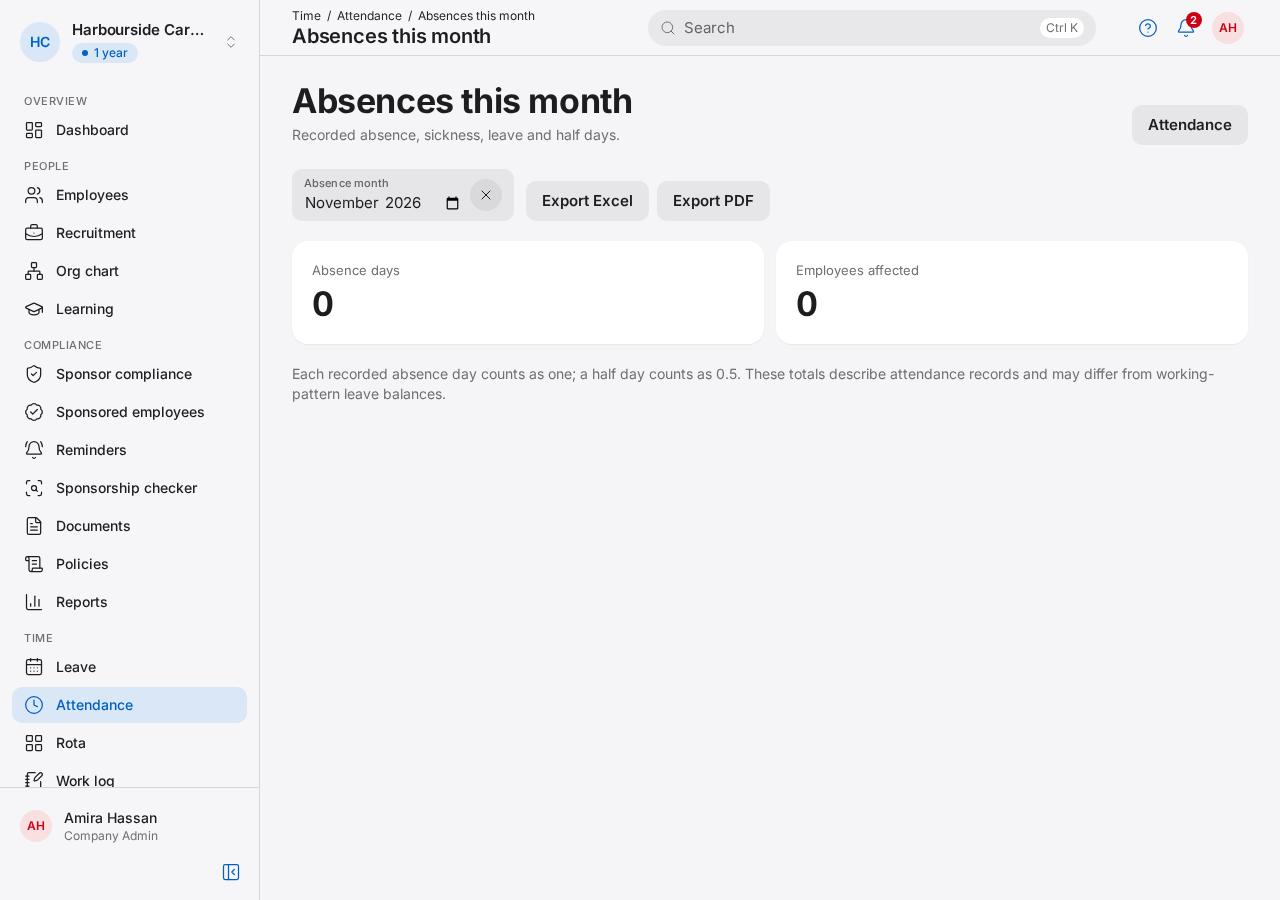 HC
Harbourside Car...
1 year
OVERVIEW
Dashboard
PEOPLE
Employees
Recruitment
Org chart
Learning
COMPLIANCE
Sponsor compliance
Sponsored employees
Reminders
Sponsorship checker
Documents
Policies
Reports
TIME
Leave
Attendance
Rota
Work log
AH
Amira Hassan
Company Admin
Time / Attendance / Absences this month
Absences this month
Search
Ctrl K
2
AH
Absences this month
Recorded absence, sickness, leave and half days.
Attendance
Absence month
November 2026
Export Excel
Export PDF
Absence days
0
Employees affected
0
Each recorded absence day counts as one; a half day counts as 0.5. These totals describe attendance records and may differ from working-
pattern leave balances.